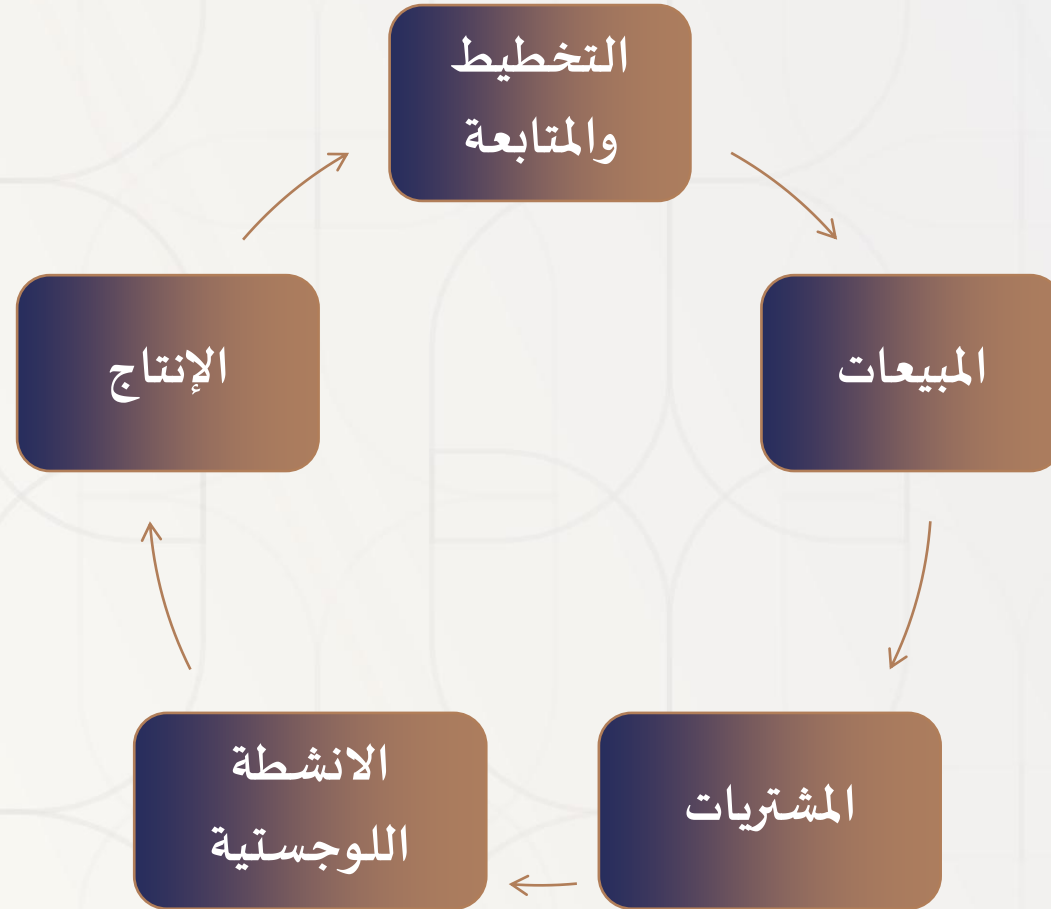 التخطيط
والمتابعة
المبيعات
المشتريات
الانشطة
اللوجستية
الإنتاج